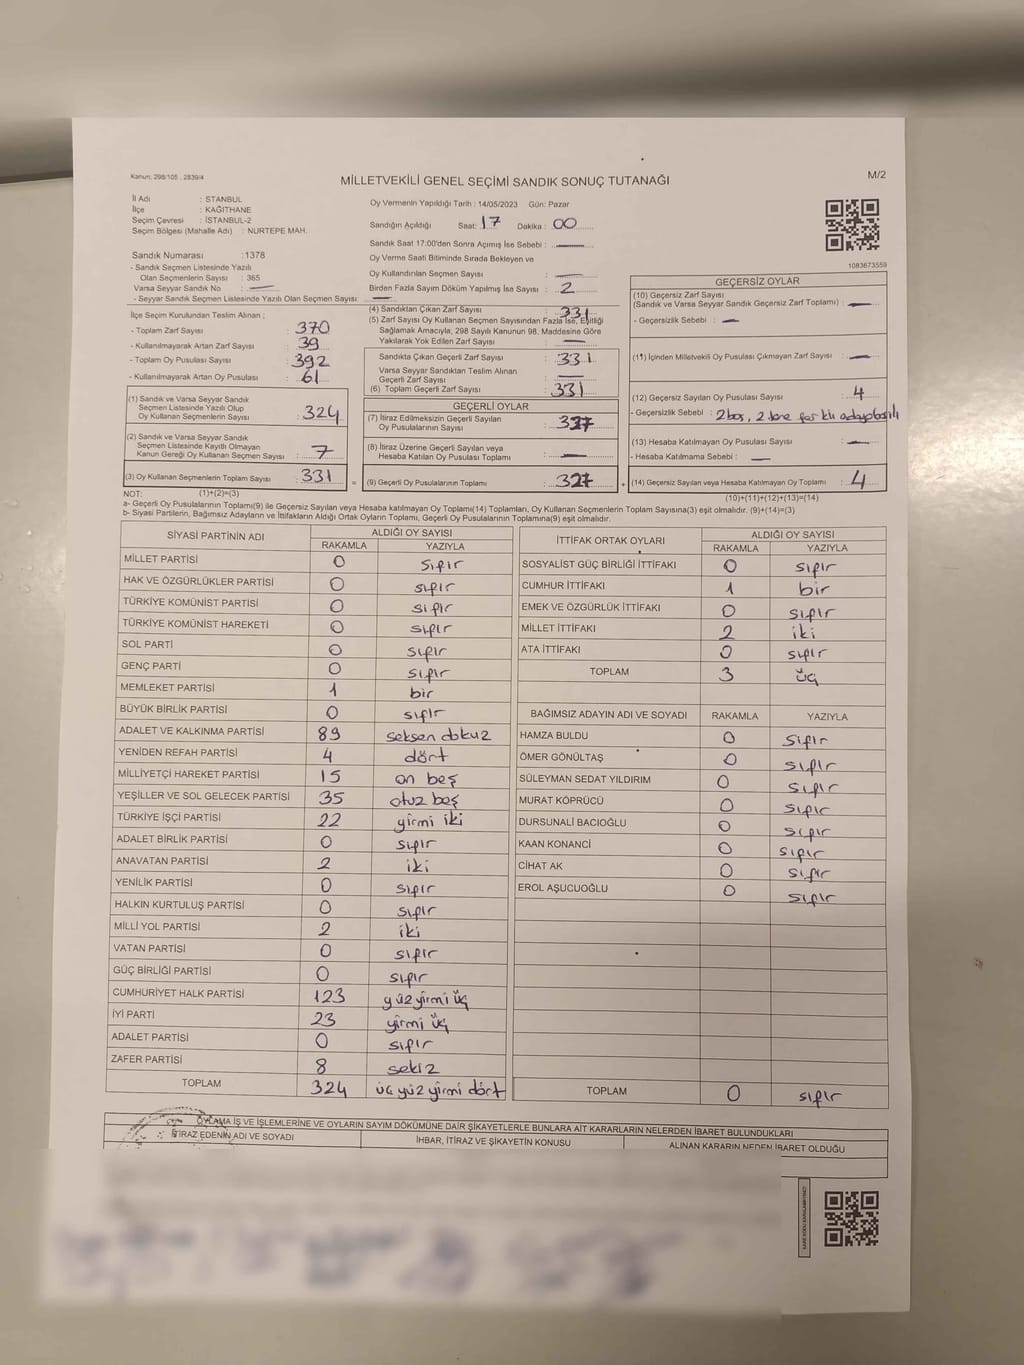 Kanun: 298/105 , 2839/4
MİLLETVEKİLİ GENEL SEÇİMİ SANDIK SONUÇ TUTANAĞI
M/2
İl Adı : İSTANBUL
İlçe : KAĞITHANE
Seçim Çevresi : İSTANBUL-2
Seçim Bölgesi (Mahalle Adı) : NURTEPE MAH.
Sandık Numarası :1378
- Sandık Seçmen Listesinde Yazılı
Olan Seçmenlerin Sayısı : 365
Varsa Seyyar Sandık No : —
- Seyyar Sandık Seçmen Listesinde Yazılı Olan Seçmen Sayısı: —
İlçe Seçim Kurulundan Teslim Alınan ;
- Toplam Zarf Sayısı : 370
- Kullanılmayarak Artan Zarf Sayısı : 39
- Toplam Oy Pusulası Sayısı : 392
- Kullanılmayarak Artan Oy Pusulası : 61
(1) Sandık ve Varsa Seyyar Sandık
Seçmen Listesinde Yazılı Olup
Oy Kullanan Seçmenlerin Sayısı : 324
(2) Sandık ve Varsa Seyyar Sandık
Seçmen Listesinde Kayıtlı Olmayan
Kanun Gereği Oy Kullanan Seçmen Sayısı : 7
(3) Oy Kullanan Seçmenlerin Toplam Sayısı : 331
Oy Vermenin Yapıldığı Tarih : 14/05/2023 Gün: Pazar
Sandığın Açıldığı Saat: 17 Dakika : 00
Sandık Saat 17.00'den Sonra Açılmış İse Sebebi : —
Oy Verme Saati Bitiminde Sırada Bekleyen ve
Oy Kullandırılan Seçmen Sayısı : —
Birden Fazla Sayım Döküm Yapılmış İse Sayısı : 2
(4) Sandıktan Çıkan Zarf Sayısı : 331
(5) Zarf Sayısı Oy Kullanan Seçmen Sayısından Fazla İse, Eşitliği
Sağlamak Amacıyla, 298 Sayılı Kanunun 98. Maddesine Göre
Yakılarak Yok Edilen Zarf Sayısı : —
Sandıkta Çıkan Geçerli Zarf Sayısı : 331
Varsa Seyyar Sandıktan Teslim Alınan
Geçerli Zarf Sayısı : —
(6) Toplam Geçerli Zarf Sayısı : 331
GEÇERLİ OYLAR
(7) İtiraz Edilmeksizin Geçerli Sayılan
Oy Pusulalarının Sayısı : 327
(8) İtiraz Üzerine Geçerli Sayılan veya
Hesaba Katılan Oy Pusulası Toplamı : —
= (9) Geçerli Oy Pusulalarının Toplamı : 327 +
1083673559
GEÇERSİZ OYLAR
(10) Geçersiz Zarf Sayısı
(Sandık ve Varsa Seyyar Sandık Geçersiz Zarf Toplamı) : —
- Geçersizlik Sebebi : —
(11) İçinden Milletvekili Oy Pusulası Çıkmayan Zarf Sayısı : —
(12) Geçersiz Sayılan Oy Pusulası Sayısı : 4
- Geçersizlik Sebebi : 2 boş, 2 tane farklı
(13) Hesaba Katılmayan Oy Pusulası Sayısı : —
- Hesaba Katılmama Sebebi : —
(14) Geçersiz Sayılan veya Hesaba Katılmayan Oy Toplamı : 4
NOT: (1)+(2)=(3)
(10)+(11)+(12)+(13)=(14)
a- Geçerli Oy Pusulalarının Toplamı(9) ile Geçersiz Sayılan veya Hesaba Katılmayan Oy Toplamı(14) Toplamları, Oy Kullanan Seçmenlerin Toplam Sayısına(3) eşit olmalıdır. (9)+(14)=(3)
b- Siyasi Partilerin, Bağımsız Adayların ve İttifakların Aldığı Ortak Oyların Toplamı, Geçerli Oy Pusulalarının Toplamına(9) eşit olmalıdır.
SİYASİ PARTİNİN ADI ALDIĞI OY SAYISI
RAKAMLA YAZIYLA
MİLLET PARTİSİ 0 sıfır
HAK VE ÖZGÜRLÜKLER PARTİSİ 0 sıfır
TÜRKİYE KOMÜNİST PARTİSİ 0 sıfır
TÜRKİYE KOMÜNİST HAREKETİ 0 sıfır
SOL PARTİ 0 sıfır
GENÇ PARTİ 0 sıfır
MEMLEKET PARTİSİ 1 bir
BÜYÜK BİRLİK PARTİSİ 0 sıfır
ADALET VE KALKINMA PARTİSİ 89 seksen dokuz
YENİDEN REFAH PARTİSİ 4 dört
MİLLİYETÇİ HAREKET PARTİSİ 15 on beş
YEŞİLLER VE SOL GELECEK PARTİSİ 35 otuz beş
TÜRKİYE İŞÇİ PARTİSİ 22 yirmi iki
ADALET BİRLİK PARTİSİ 0 sıfır
ANAVATAN PARTİSİ 2 iki
YENİLİK PARTİSİ 0 sıfır
HALKIN KURTULUŞ PARTİSİ 0 sıfır
MİLLİ YOL PARTİSİ 2 iki
VATAN PARTİSİ 0 sıfır
GÜÇ BİRLİĞİ PARTİSİ 0 sıfır
CUMHURİYET HALK PARTİSİ 123 yüz yirmi üç
İYİ PARTİ 23 yirmi üç
ADALET PARTİSİ 0 sıfır
ZAFER PARTİSİ 8 sekiz
TOPLAM 324 üç yüz yirmi dört
İTTİFAK ORTAK OYLARI ALDIĞI OY SAYISI
RAKAMLA YAZIYLA
SOSYALİST GÜÇ BİRLİĞİ İTTİFAKI 0 sıfır
CUMHUR İTTİFAKI 1 bir
EMEK VE ÖZGÜRLÜK İTTİFAKI 0 sıfır
MİLLET İTTİFAKI 2 iki
ATA İTTİFAKI 0 sıfır
TOPLAM 3 üç
BAĞIMSIZ ADAYIN ADI VE SOYADI RAKAMLA YAZIYLA
HAMZA BULDU 0 sıfır
ÖMER GÖNÜLTAŞ 0 sıfır
SÜLEYMAN SEDAT YILDIRIM 0 sıfır
MURAT KÖPRÜCÜ 0 sıfır
DURSUNALİ BACIOĞLU 0 sıfır
KAAN KONANCİ 0 sıfır
CİHAT AK 0 sıfır
EROL AŞUCUOĞLU 0 sıfır
TOPLAM 0 sıfır
OYLAMA İŞ VE İŞLEMLERİNE VE OYLARIN SAYIM DÖKÜMÜNE DAİR ŞİKAYETLERLE BUNLARA AİT KARARLARIN NELERDEN İBARET BULUNDUKLARI
İTİRAZ EDENİN ADI VE SOYADI İHBAR, İTİRAZ VE ŞİKAYETİN KONUSU ALINAN KARARIN NEDEN İBARET OLDUĞU